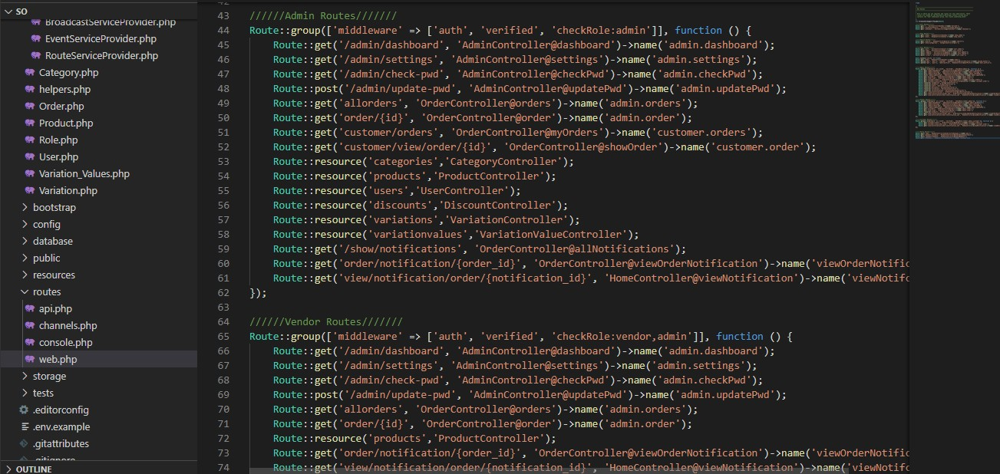 SO
BroadcastServiceProvider.php
EventServiceProvider.php
RouteServiceProvider.php
Category.php
helpers.php
Order.php
Product.php
Role.php
User.php
Variation_Values.php
Variation.php
bootstrap
config
database
public
resources
routes
api.php
channels.php
console.php
web.php
storage
tests
.editorconfig
.env.example
.gitattributes
.gitignore
OUTLINE
42
43 //////Admin Routes///////
44 Route::group(['middleware' => ['auth', 'verified', 'checkRole:admin']], function () {
45 Route::get('/admin/dashboard', 'AdminController@dashboard')->name('admin.dashboard');
46 Route::get('/admin/settings', 'AdminController@settings')->name('admin.settings');
47 Route::get('/admin/check-pwd', 'AdminController@checkPwd')->name('admin.checkPwd');
48 Route::post('/admin/update-pwd', 'AdminController@updatePwd')->name('admin.updatePwd');
49 Route::get('allorders', 'OrderController@orders')->name('admin.orders');
50 Route::get('order/{id}', 'OrderController@order')->name('admin.order');
51 Route::get('customer/orders', 'OrderController@myOrders')->name('customer.orders');
52 Route::get('customer/view/order/{id}', 'OrderController@showOrder')->name('customer.order');
53 Route::resource('categories','CategoryController');
54 Route::resource('products','ProductController');
55 Route::resource('users','UserController');
56 Route::resource('discounts','DiscountController');
57 Route::resource('variations','VariationController');
58 Route::resource('variationvalues','VariationValueController');
59 Route::get('/show/notifications', 'OrderController@allNotifications');
60 Route::get('order/notification/{order_id}', 'OrderController@viewOrderNotification')->name('viewOrderNotific
61 Route::get('view/notification/order/{notification_id}', 'HomeController@viewNotification')->name('viewNotifc
62 });
63
64 //////Vendor Routes///////
65 Route::group(['middleware' => ['auth', 'verified', 'checkRole:vendor,admin']], function () {
66 Route::get('/admin/dashboard', 'AdminController@dashboard')->name('admin.dashboard');
67 Route::get('/admin/settings', 'AdminController@settings')->name('admin.settings');
68 Route::get('/admin/check-pwd', 'AdminController@checkPwd')->name('admin.checkPwd');
69 Route::post('/admin/update-pwd', 'AdminController@updatePwd')->name('admin.updatePwd');
70 Route::get('allorders', 'OrderController@orders')->name('admin.orders');
71 Route::get('order/{id}', 'OrderController@order')->name('admin.order');
72 Route::resource('products','ProductController');
73 Route::get('order/notification/{order_id}', 'OrderController@viewOrderNotification')->name('viewOrderNotific
74 Route::get('view/notification/order/{notification_id}', 'HomeController@viewNotification')->name('viewNotifc